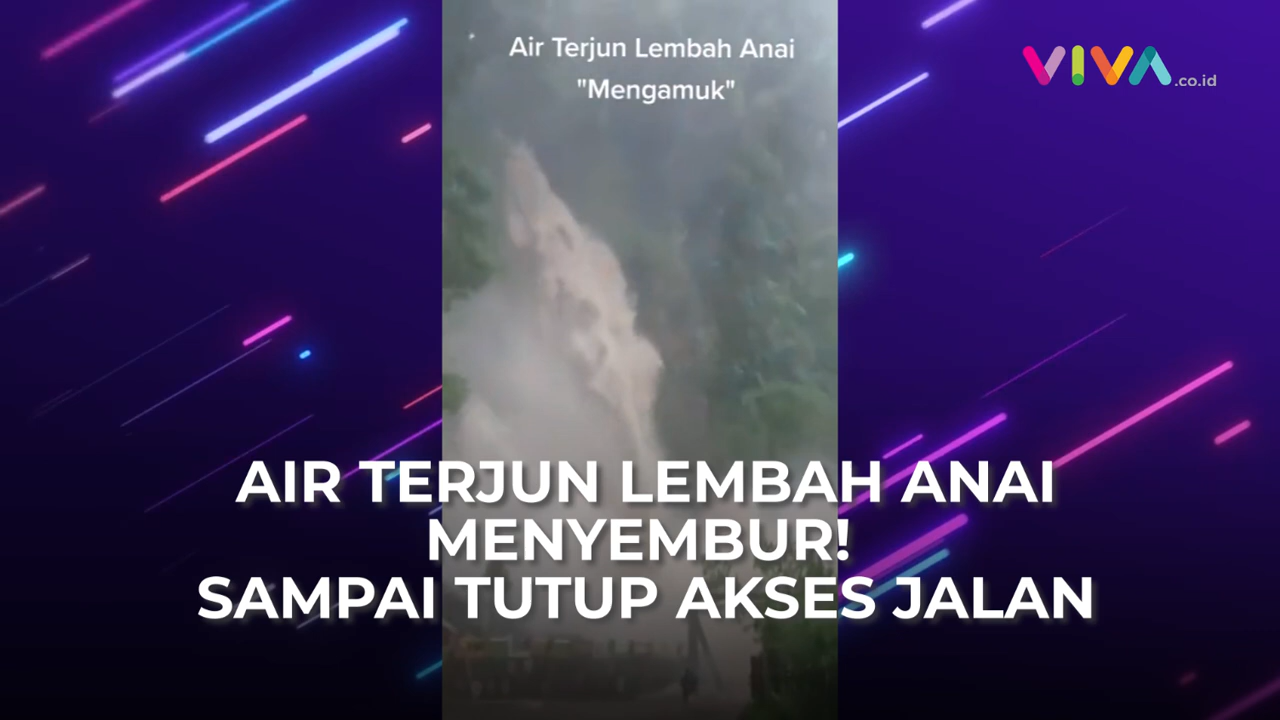 Air Terjun Lembah Anai
"Mengamuk"
VIVA.co.id
AIR TERJUN LEMBAH ANAI
MENYEMBUR!
SAMPAI TUTUP AKSES JALAN